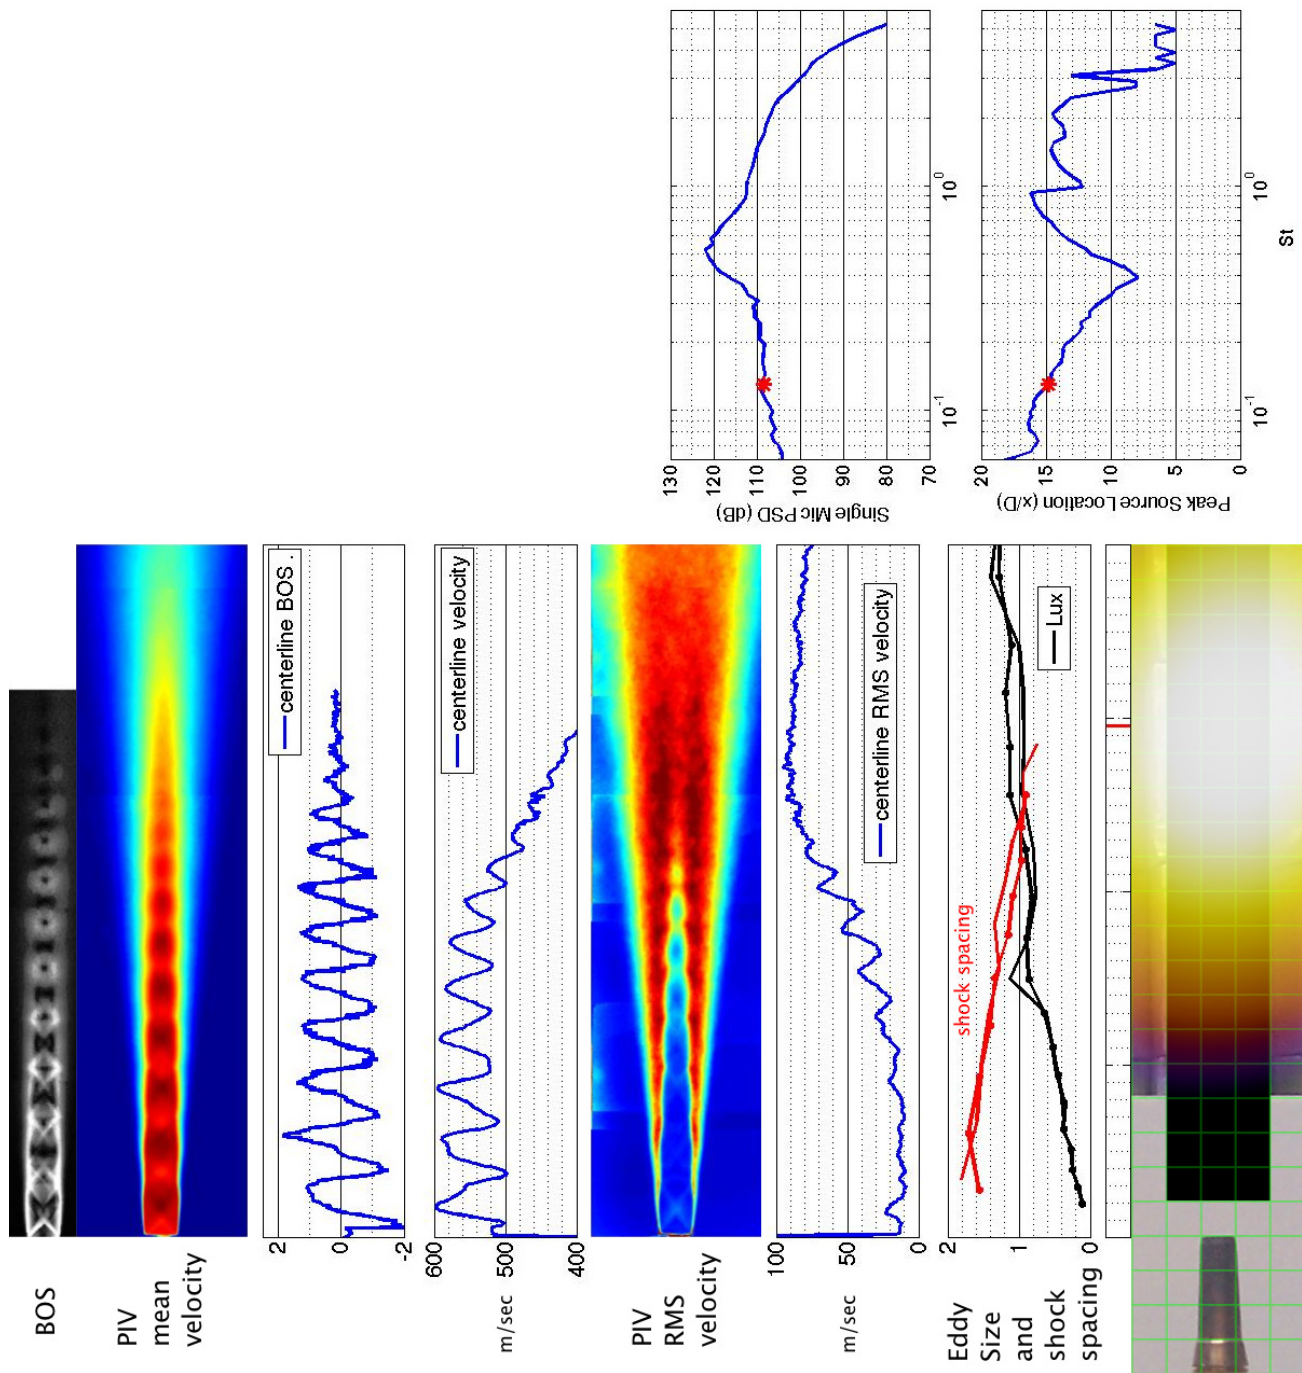 BOS
PIV
mean
velocity
centerline BOS .
2
0
-2
m/sec
centerline velocity
600
500
400
PIV
RMS
velocity
m/sec
centerline RMS velocity
100
50
0
Eddy
Size
and
shock
spacing
shock spacing
Lux
2
1
0
Single Mic PSD (dB)
130
120
110
100
90
80
70
10-1
100
Peak Source Location (x/D)
20
15
10
5
0
10-1
100
St